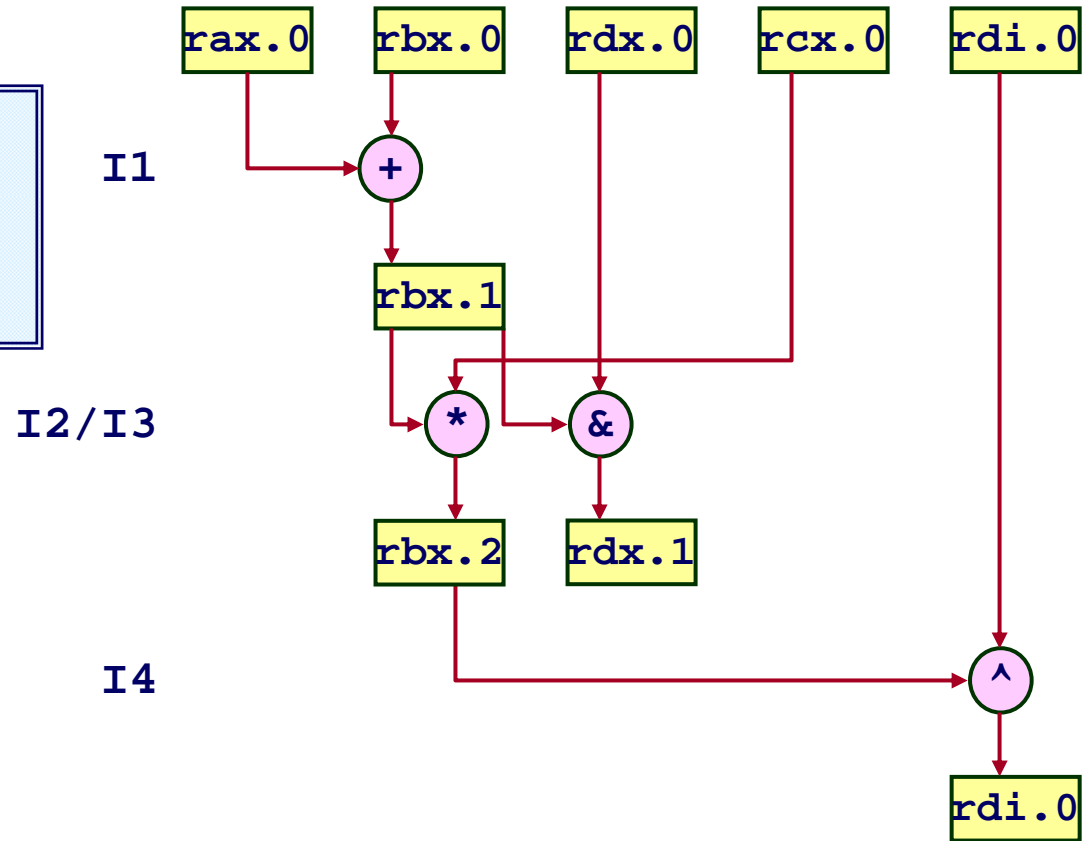 rax.0 rbx.0 rdx.0 rcx.0 rdi.0
I1 +
rbx.1
I2/I3 * &
rbx.2 rdx.1
I4 ^
rdi.0